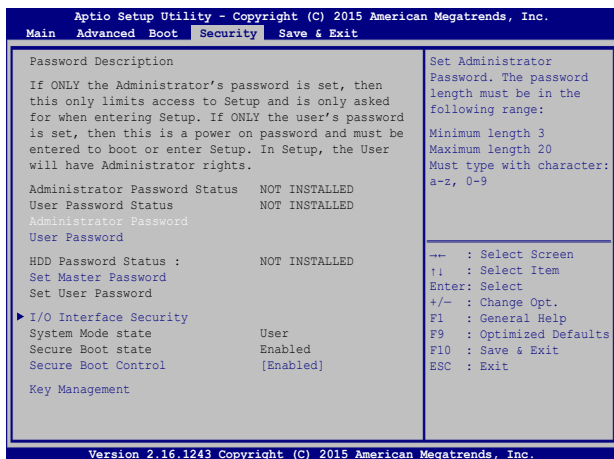 Aptio Setup Utility - Copyright (C) 2015 American Megatrends, Inc.
Main Advanced Boot Security Save & Exit
Password Description
If ONLY the Administrator's password is set, then
this only limits access to Setup and is only asked
for when entering Setup. If ONLY the user's password
is set, then this is a power on password and must be
entered to boot or enter Setup. In Setup, the User
will have Administrator rights.
Administrator Password Status NOT INSTALLED
User Password Status NOT INSTALLED
Administrator Password
User Password
HDD Password Status : NOT INSTALLED
Set Master Password
Set User Password
I/O Interface Security
System Mode state User
Secure Boot state Enabled
Secure Boot Control [Enabled]
Key Management
Set Administrator
Password. The password
length must be in the
following range:
Minimum length 3
Maximum length 20
Must type with character:
a-z, 0-9
→← : Select Screen
↑↓ : Select Item
Enter: Select
+/— : Change Opt.
F1 : General Help
F9 : Optimized Defaults
F10 : Save & Exit
ESC : Exit
Version 2.16.1243 Copyright (C) 2015 American Megatrends, Inc.